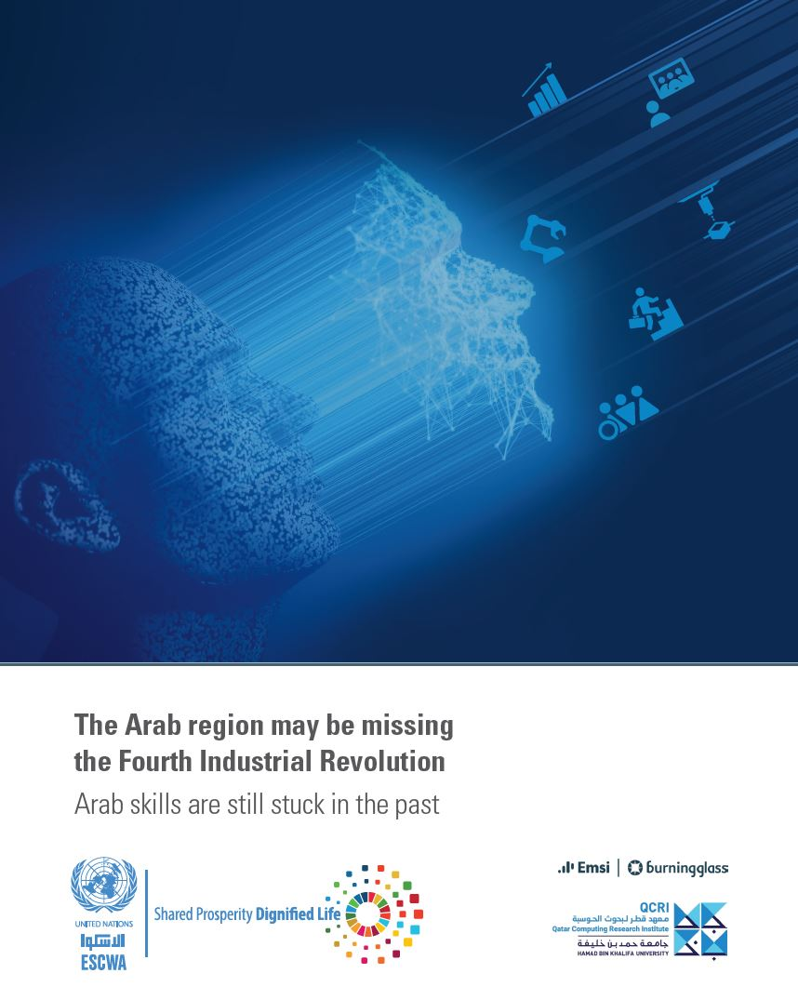 The Arab region may be missing
the Fourth Industrial Revolution
Arab skills are still stuck in the past
UNITED NATIONS
الاسكوا
ESCWA
Shared Prosperity Dignified Life
Emsi
burningglass
QCRI
معهد قطر لبحوث الحوسبة
Qatar Computing Research Institute
جامعة حمد بن خليفة
HAMAD BIN KHALIFA UNIVERSITY